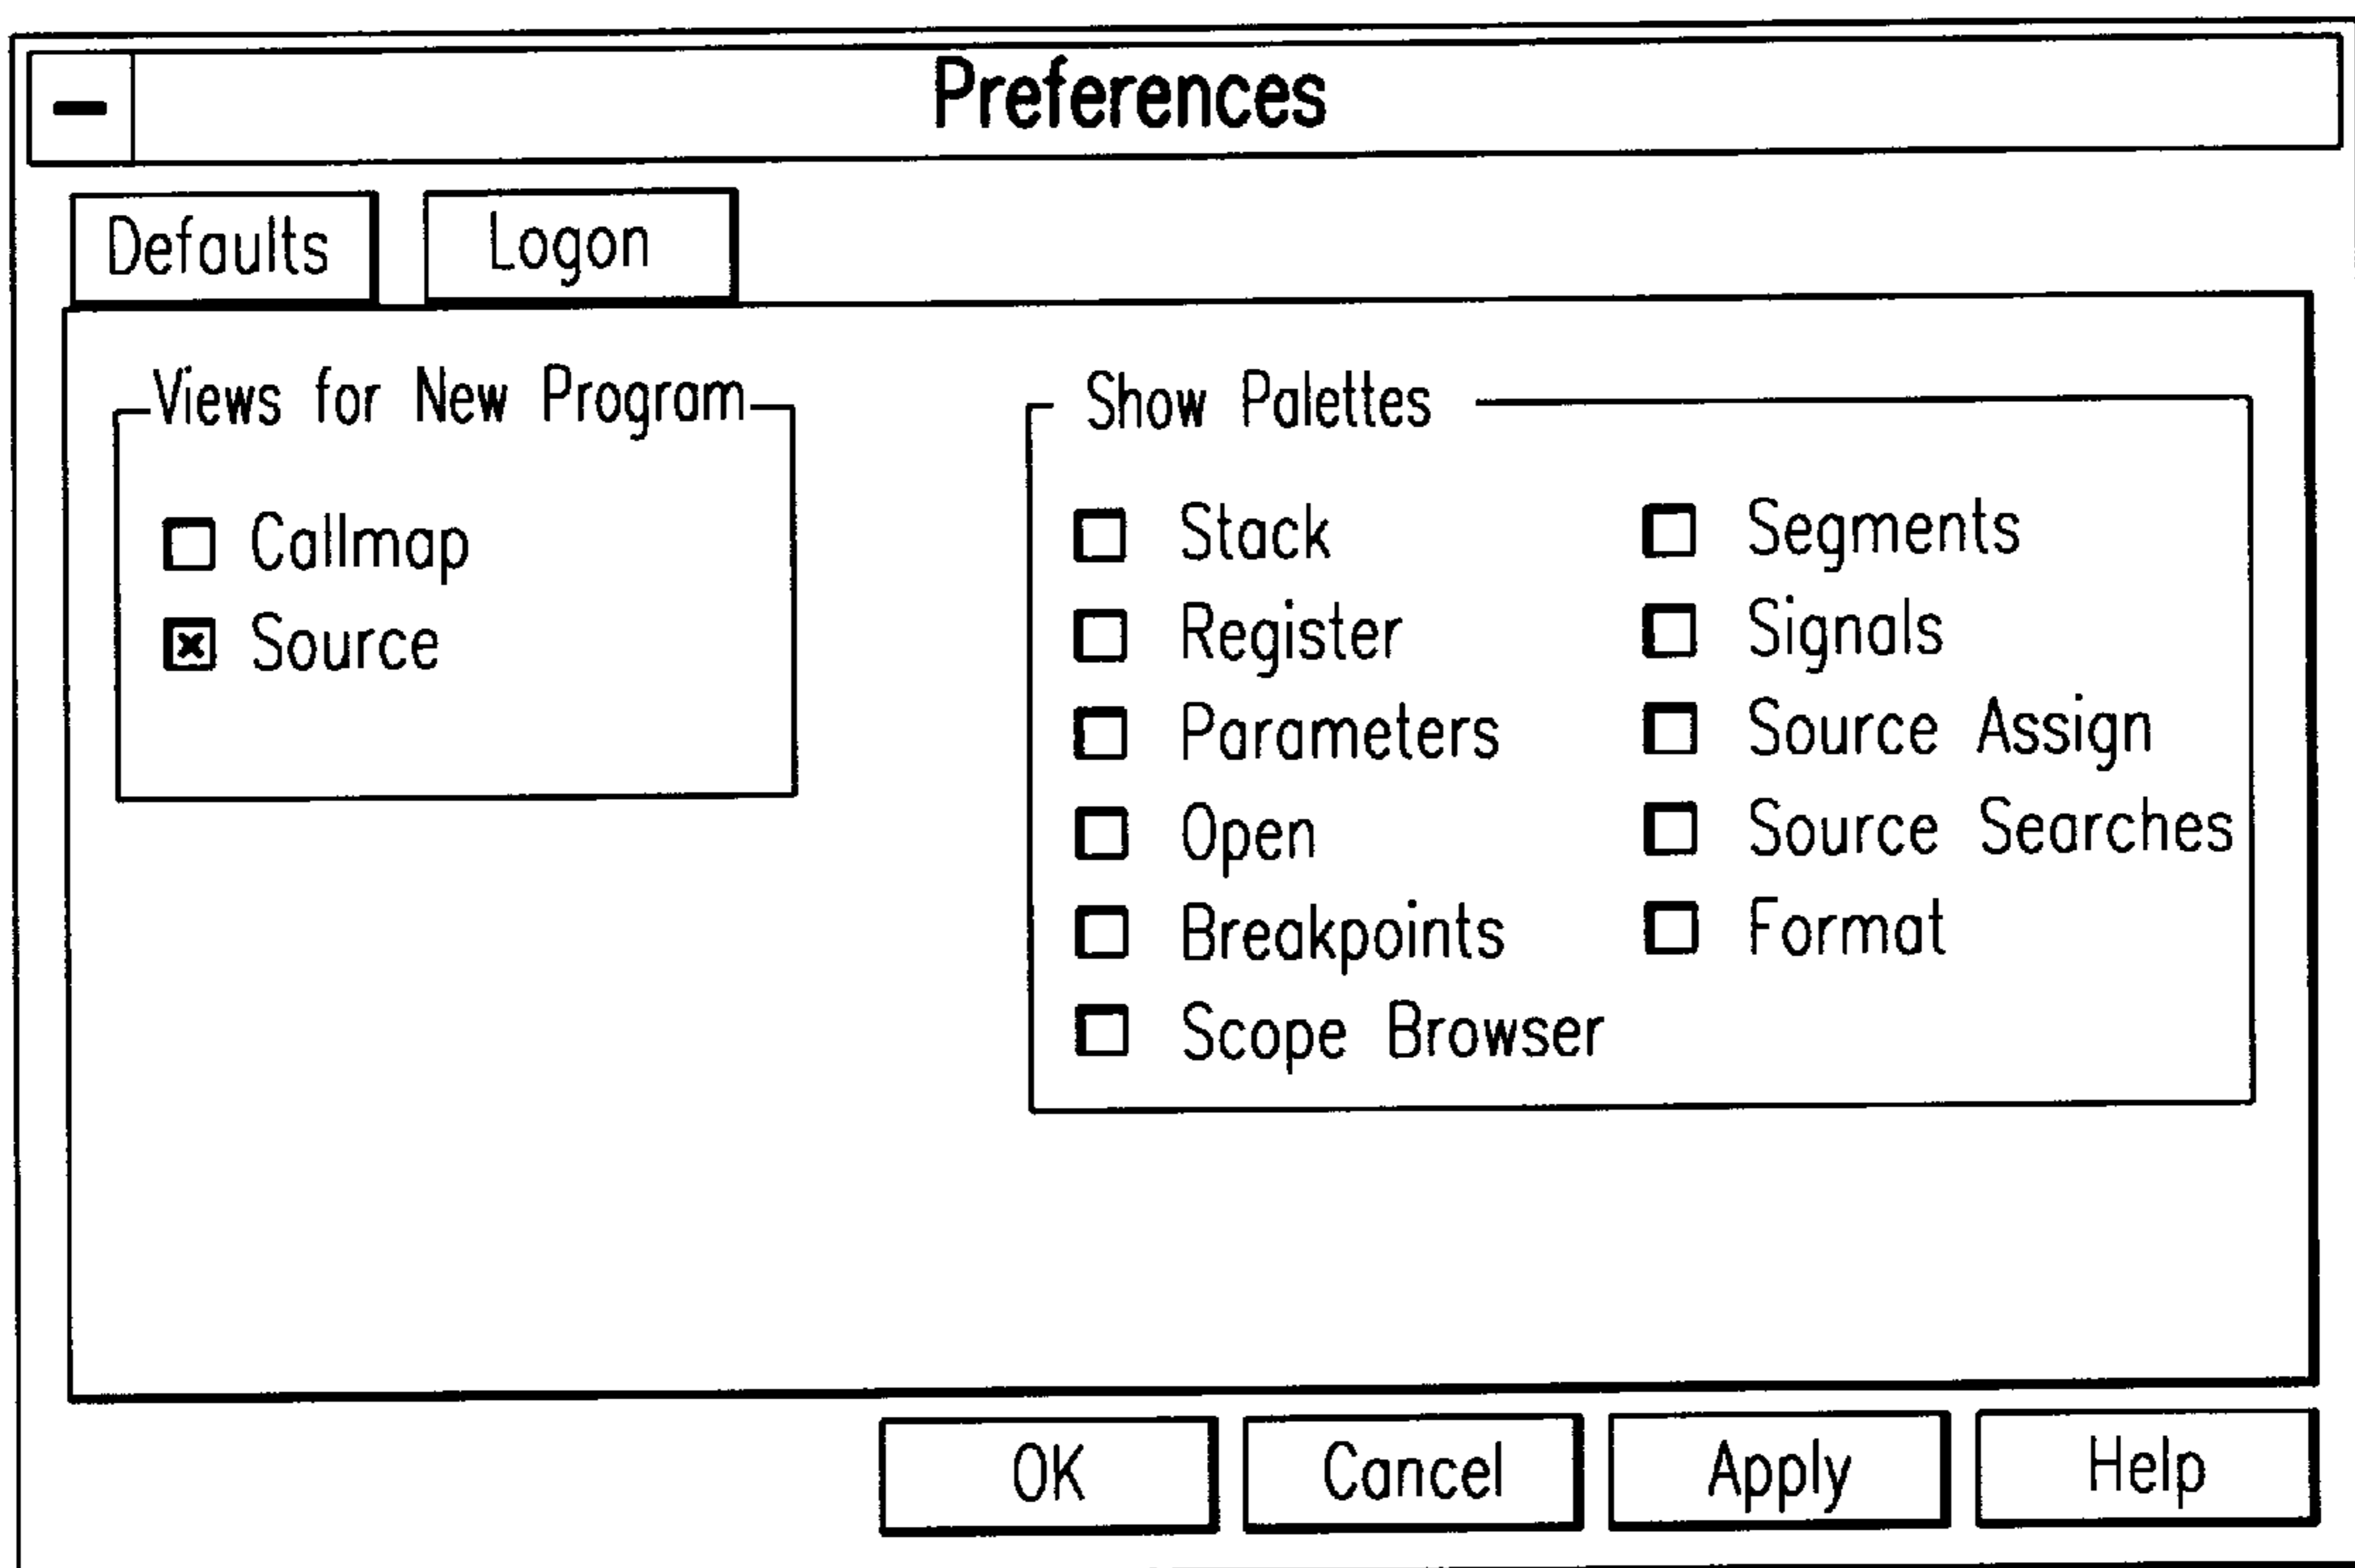 Preferences
Defaults
Logon
Views for New Program
Callmap
Source
Show Palettes
Stack
Register
Parameters
Open
Breakpoints
Scope Browser
Segments
Signals
Source Assign
Source Searches
Format
OK
Cancel
Apply
Help